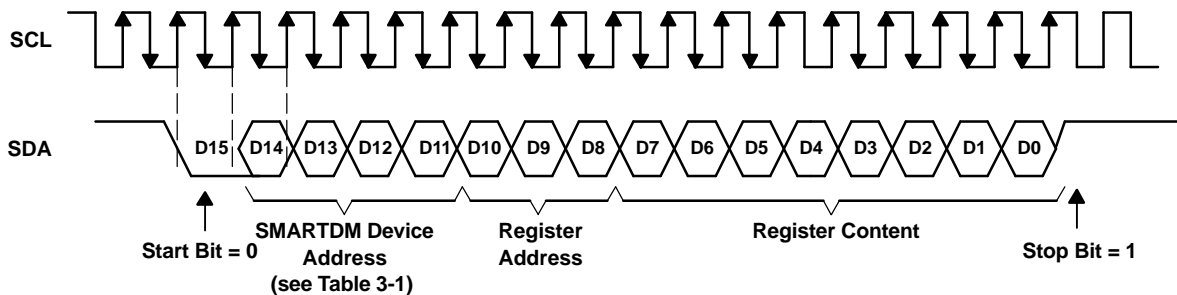 SCL
SDA
D15 D14 D13 D12 D11 D10 D9 D8 D7 D6 D5 D4 D3 D2 D1 D0
Start Bit = 0
SMARTDM Device
Address
(see Table 3-1)
Register
Address
Register Content
Stop Bit = 1